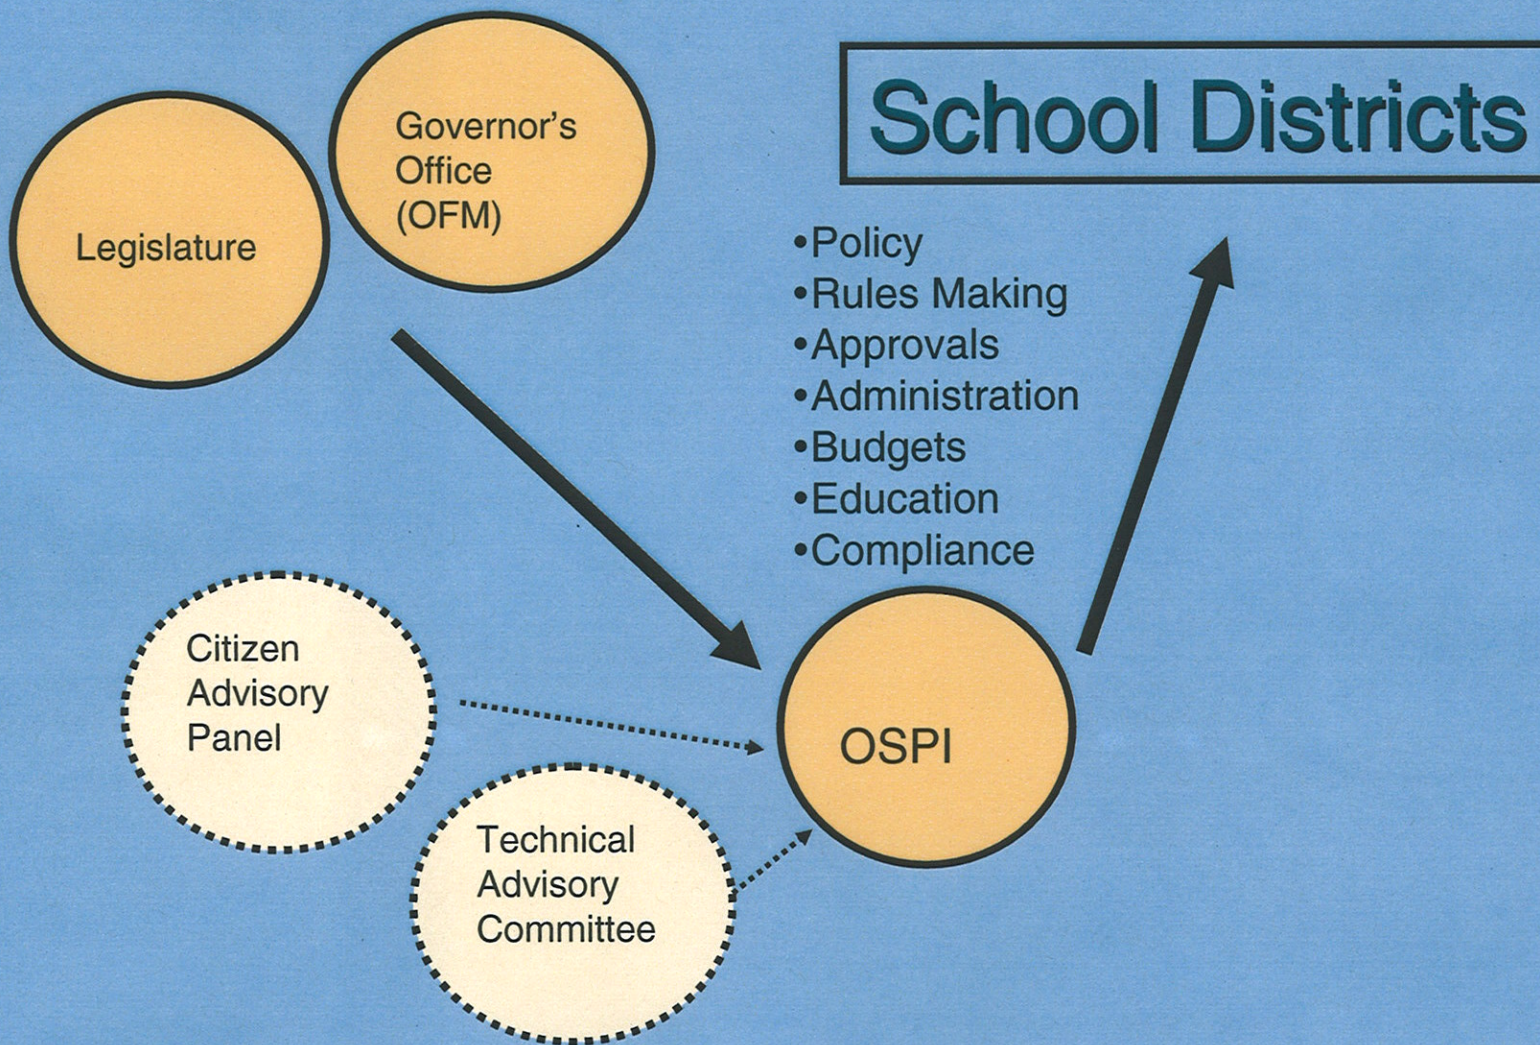 Legislature
Governor's
Office
(OFM)
School Districts
•Policy
•Rules Making
•Approvals
•Administration
•Budgets
•Education
•Compliance
Citizen
Advisory
Panel
Technical
Advisory
Committee
OSPI